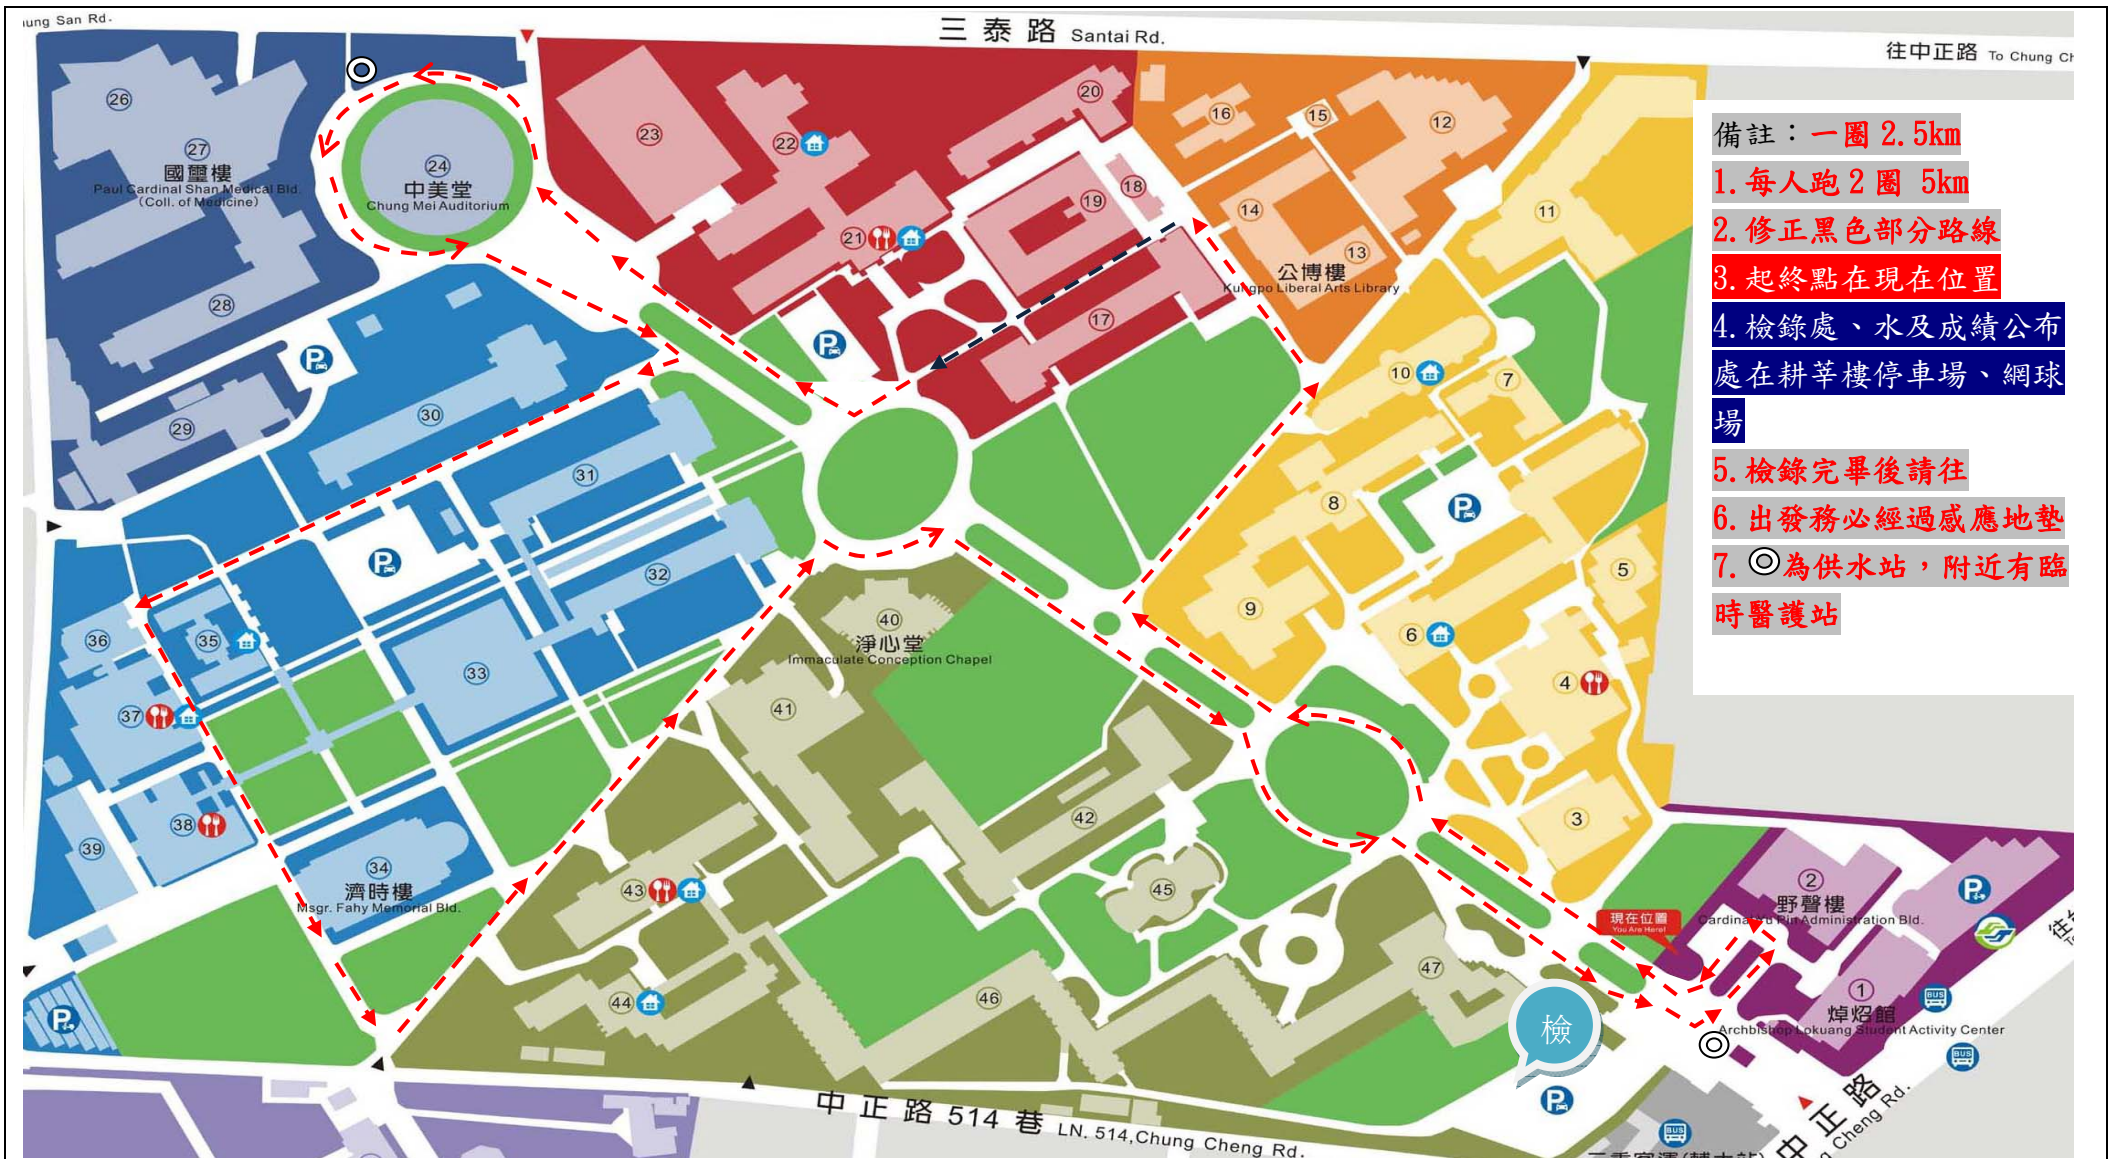 ung San Rd.
三泰路 Santai Rd.
往中正路 To Chung Ch
26
27
國璽樓
Paul Cardinal Shan Medical Bld.
(Coll. of Medicine)
28
29
24
中美堂
Chung Mei Auditorium
23
22
20
21
19
18
17
16
15
12
14
13
公博樓
Kungpo Liberal Arts Library
11
10
7
8
9
6
5
4
3
P
P
P
P
30
31
32
33
35
36
37
38
39
34
濟時樓
Msgr. Fahy Memorial Bld.
40
淨心堂
Immaculate Conception Chapel
41
42
43
44
45
46
47
P
檢
P
現在位置
You Are Here!
2
野聲樓
Cardinal Yu Pin Administration Bld.
P
1
焯炤館
Archbishop Lokuang Student Activity Center
BUS
BUS
BUS
中正路514巷 LN. 514,Chung Cheng Rd.
中正路
g Cheng Rd.
備註：一圈 2.5km
1.每人跑 2 圈 5km
2.修正黑色部分路線
3.起終點在現在位置
4.檢錄處、水及成績公布
處在耕莘樓停車場、網球
場
5.檢錄完畢後請往
6.出發務必經過感應地墊
7.◎為供水站，附近有臨
時醫護站